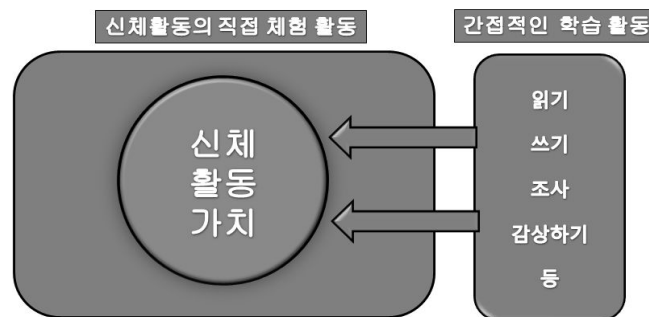 신체활동의 직접 체험 활동
간접적인 학습 활동
신체
활동
가치
읽기
쓰기
조사
감상하기
등